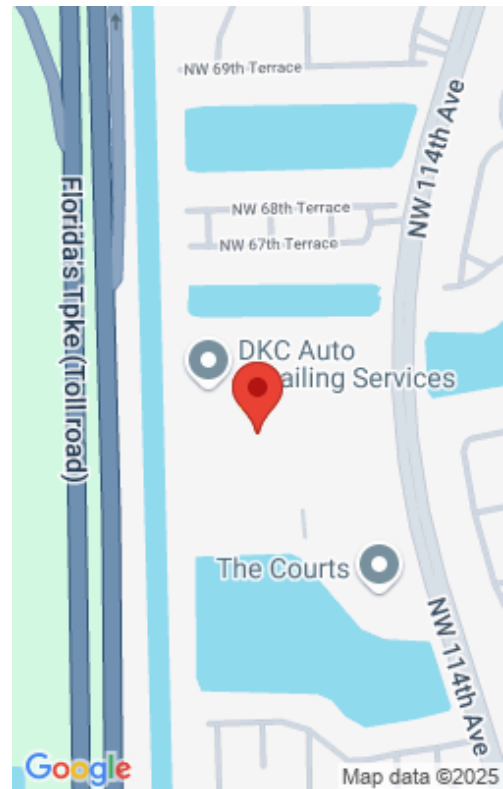 NW 69th Terrace
NW 114th Ave
NW 68th Terrace
NW 67th Terrace
Florida's Tpke (Toll road)
DKC Auto
ailing Services
The Courts
NW 114th Ave
Google
Map data ©2025